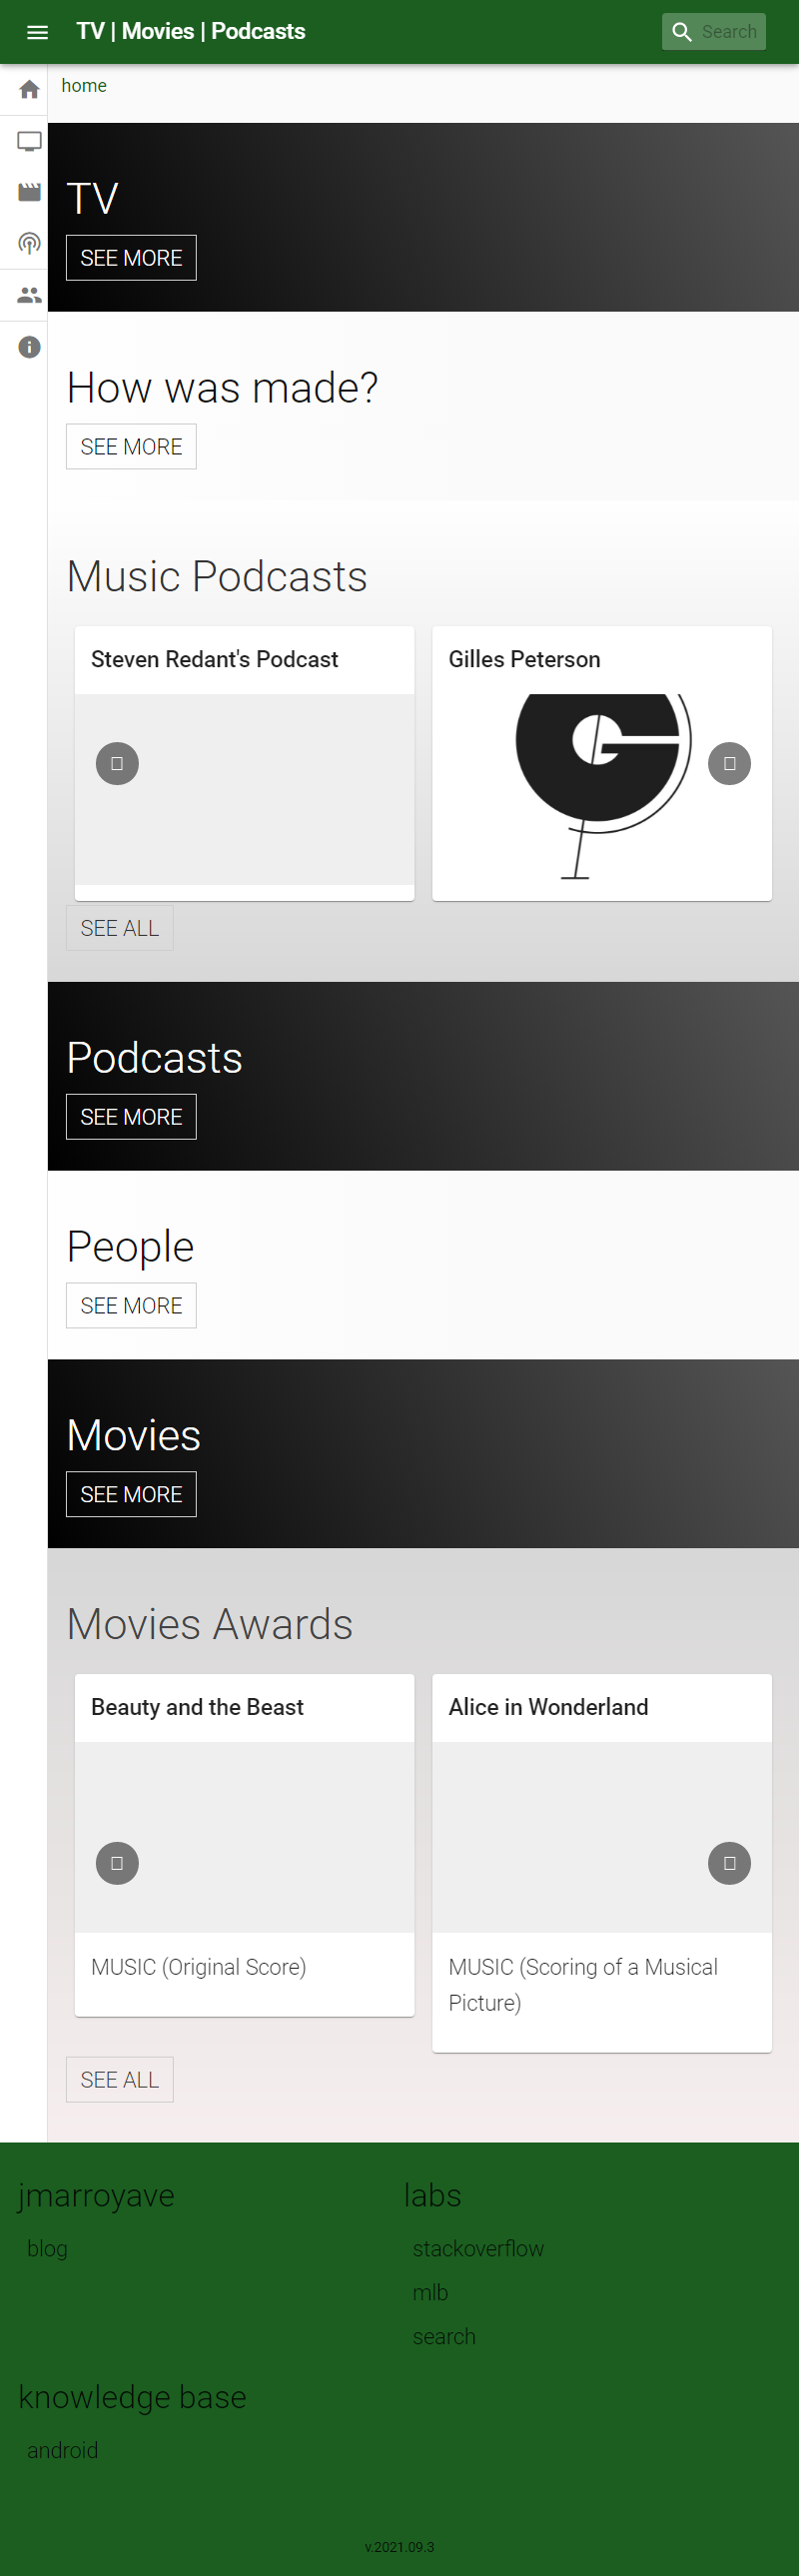 TV | Movies | Podcasts
Search
home
TV
SEE MORE
How was made?
SEE MORE
Music Podcasts
Steven Redant's Podcast
Gilles Peterson
SEE ALL
Podcasts
SEE MORE
People
SEE MORE
Movies
SEE MORE
Movies Awards
Beauty and the Beast
Alice in Wonderland
MUSIC (Original Score)
MUSIC (Scoring of a Musical
Picture)
SEE ALL
jmarroyave
blog
labs
stackoverflow
mlb
search
knowledge base
android
v.2021.09.3